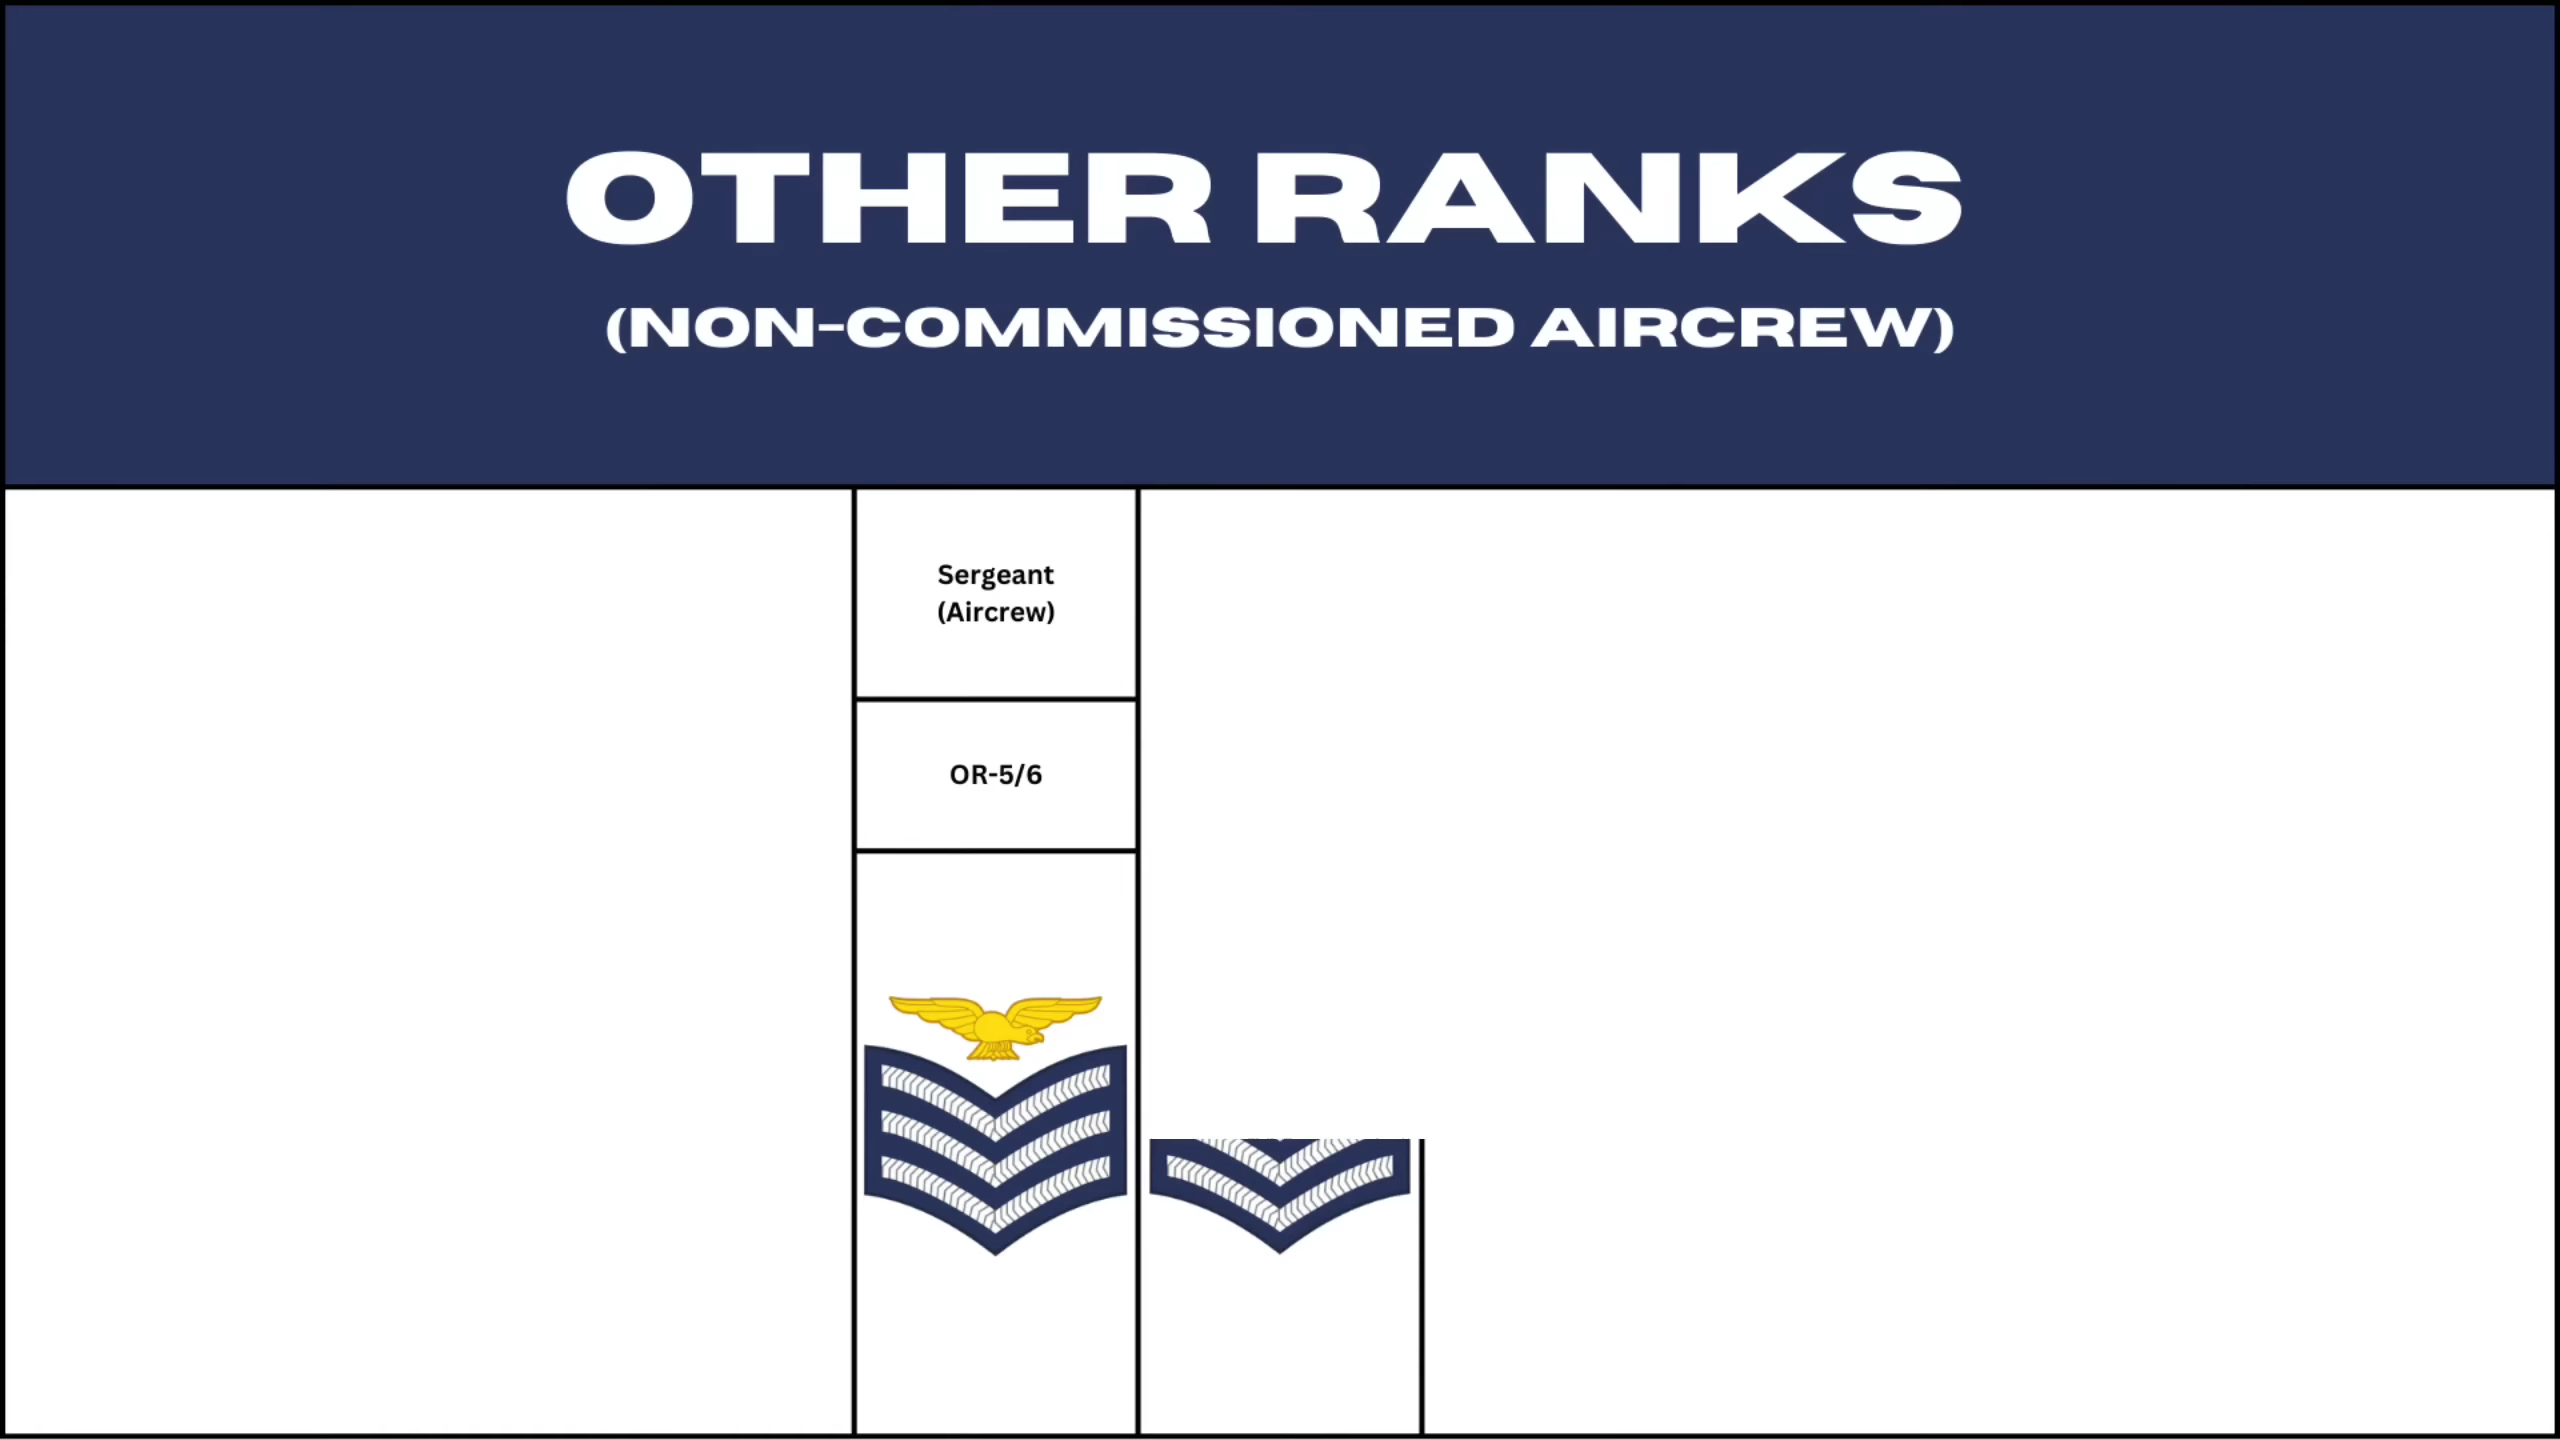 OTHER RANKS
(NON-COMMISSIONED AIRCREW)
Sergeant
(Aircrew)
OR-5/6